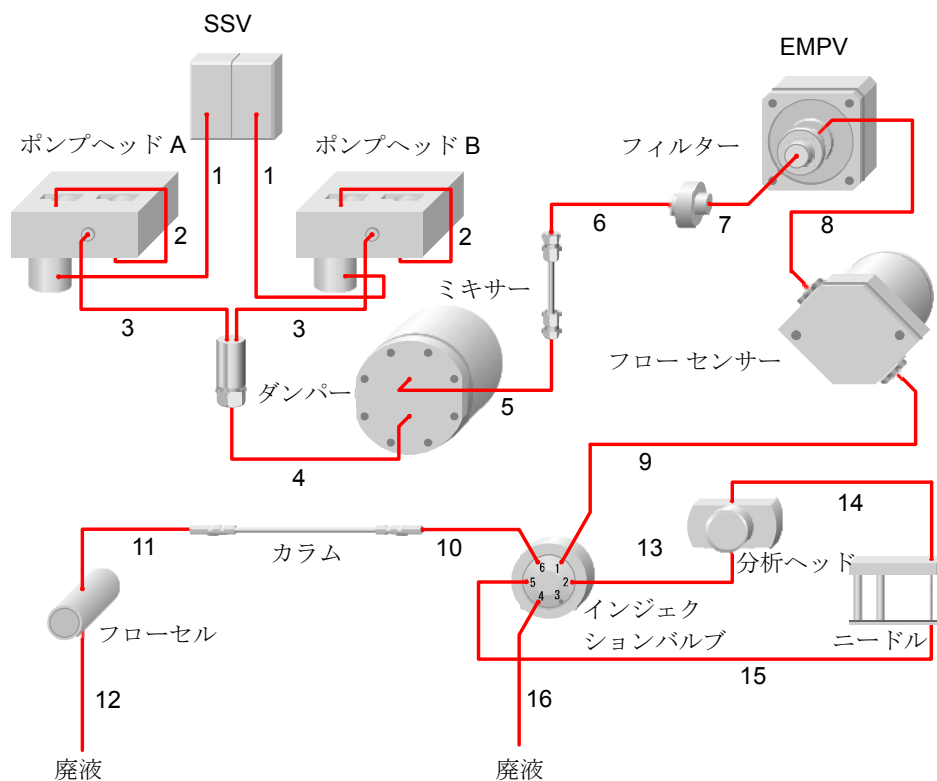 SSV
EMPV
ポンプヘッド A
ポンプヘッド B
フィルター
1
1
2
2
6
7
8
ミキサー
3
3
フロー センサー
ダンパー
5
4
9
14
11
カラム
10
13
分析ヘッド
6
1
5
2
4
3
フローセル
インジェク
ションバルブ
ニードル
15
12
16
廃液
廃液